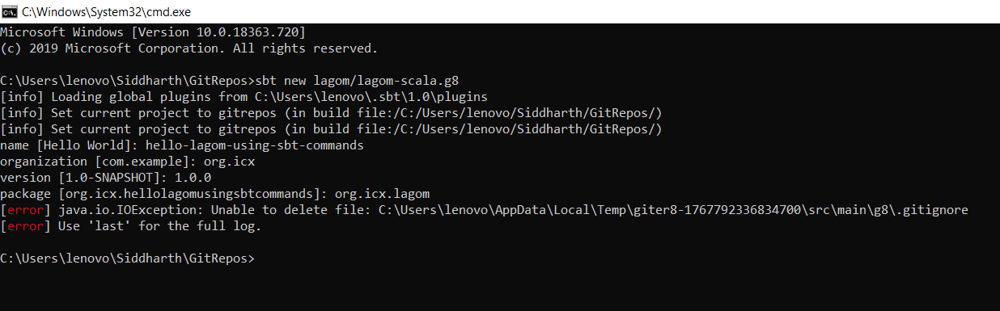 C:\Windows\System32\cmd.exe
Microsoft Windows [Version 10.0.18363.720]
(c) 2019 Microsoft Corporation. All rights reserved.
C:\Users\lenovo\Siddharth\GitRepos>sbt new lagom/lagom-scala.g8
[info] Loading global plugins from C:\Users\lenovo\.sbt\1.0\plugins
[info] Set current project to gitrepos (in build file:/C:/Users/lenovo/Siddharth/GitRepos/)
[info] Set current project to gitrepos (in build file:/C:/Users/lenovo/Siddharth/GitRepos/)
name [Hello World]: hello-lagom-using-sbt-commands
organization [com.example]: org.icx
version [1.0-SNAPSHOT]: 1.0.0
package [org.icx.hellolagomusingsbtcommands]: org.icx.lagom
[error] java.io.IOException: Unable to delete file: C:\Users\lenovo\AppData\Local\Temp\giter8-1767792336834700\src\main\g8\.gitignore
[error] Use 'last' for the full log.
C:\Users\lenovo\Siddharth\GitRepos>